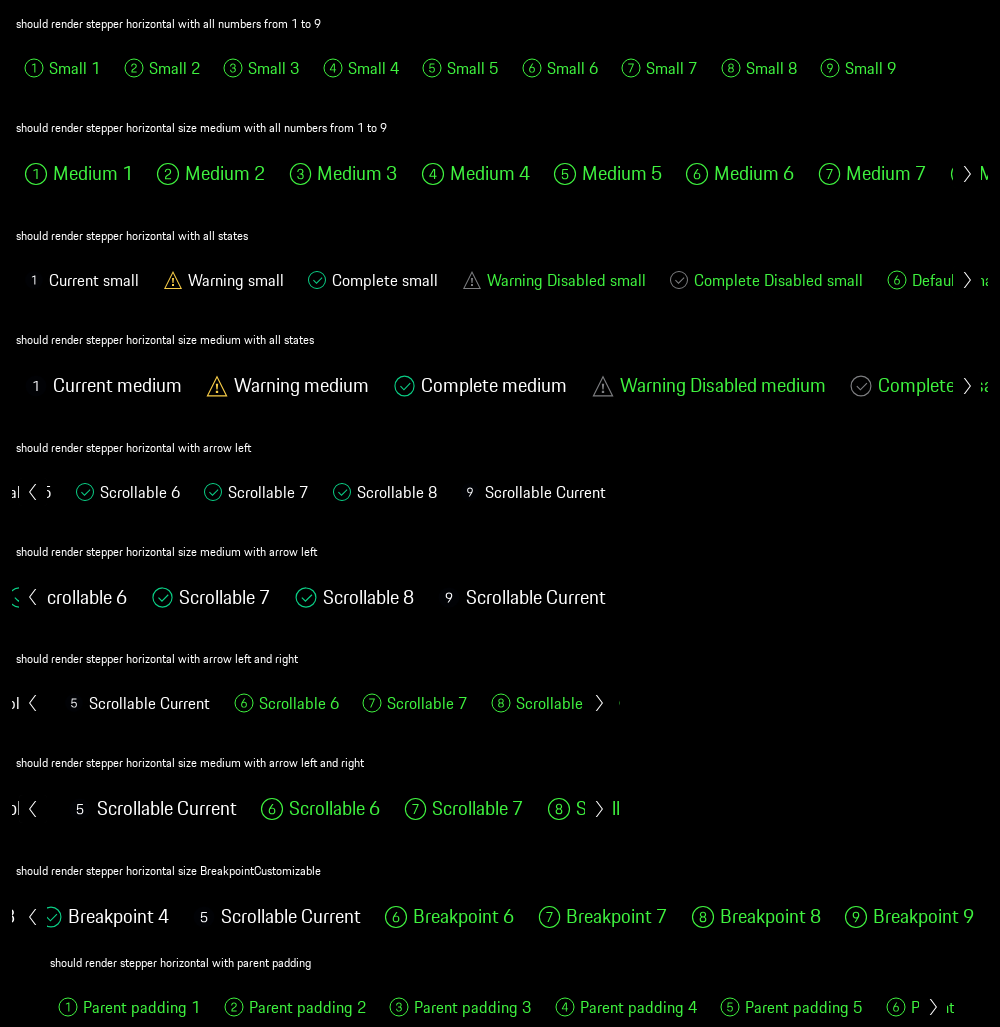 should render stepper horizontal with all numbers from 1 to 9
1 Small 1 2 Small 2 3 Small 3 4 Small 4 5 Small 5 6 Small 6 7 Small 7 8 Small 8 9 Small 9
should render stepper horizontal size medium with all numbers from 1 to 9
1 Medium 1 2 Medium 2 3 Medium 3 4 Medium 4 5 Medium 5 6 Medium 6 7 Medium 7
should render stepper horizontal with all states
1 Current small Warning small Complete small Warning Disabled small Complete Disabled small 6
should render stepper horizontal size medium with all states
1 Current medium Warning medium Complete medium Warning Disabled medium Complete
should render stepper horizontal with arrow left
5 Scrollable 6 Scrollable 7 Scrollable 8 9 Scrollable Current
should render stepper horizontal size medium with arrow left
crollable 6 Scrollable 7 Scrollable 8 9 Scrollable Current
should render stepper horizontal with arrow left and right
5 Scrollable Current 6 Scrollable 6 7 Scrollable 7 8 Scrollable
should render stepper horizontal size medium with arrow left and right
5 Scrollable Current 6 Scrollable 6 7 Scrollable 7 8 S
should render stepper horizontal size BreakpointCustomizable
Breakpoint 4 5 Scrollable Current 6 Breakpoint 6 7 Breakpoint 7 8 Breakpoint 8 9 Breakpoint 9
should render stepper horizontal with parent padding
1 Parent padding 1 2 Parent padding 2 3 Parent padding 3 4 Parent padding 4 5 Parent padding 5 6 P